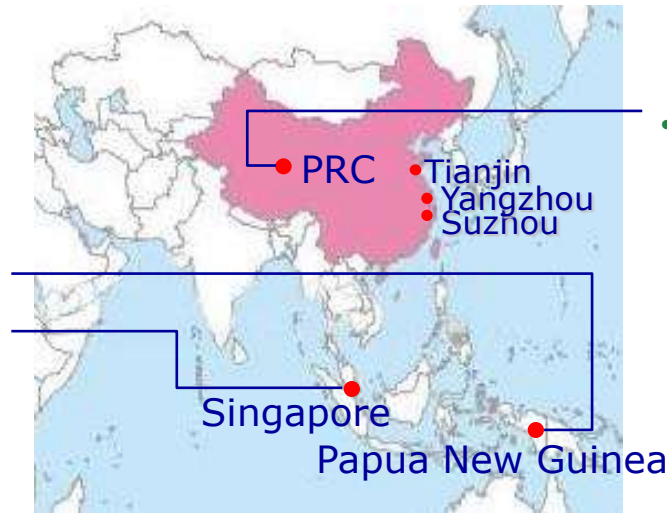 PRC
Tianjin
Yangzhou
Suzhou
Singapore
Papua New Guinea